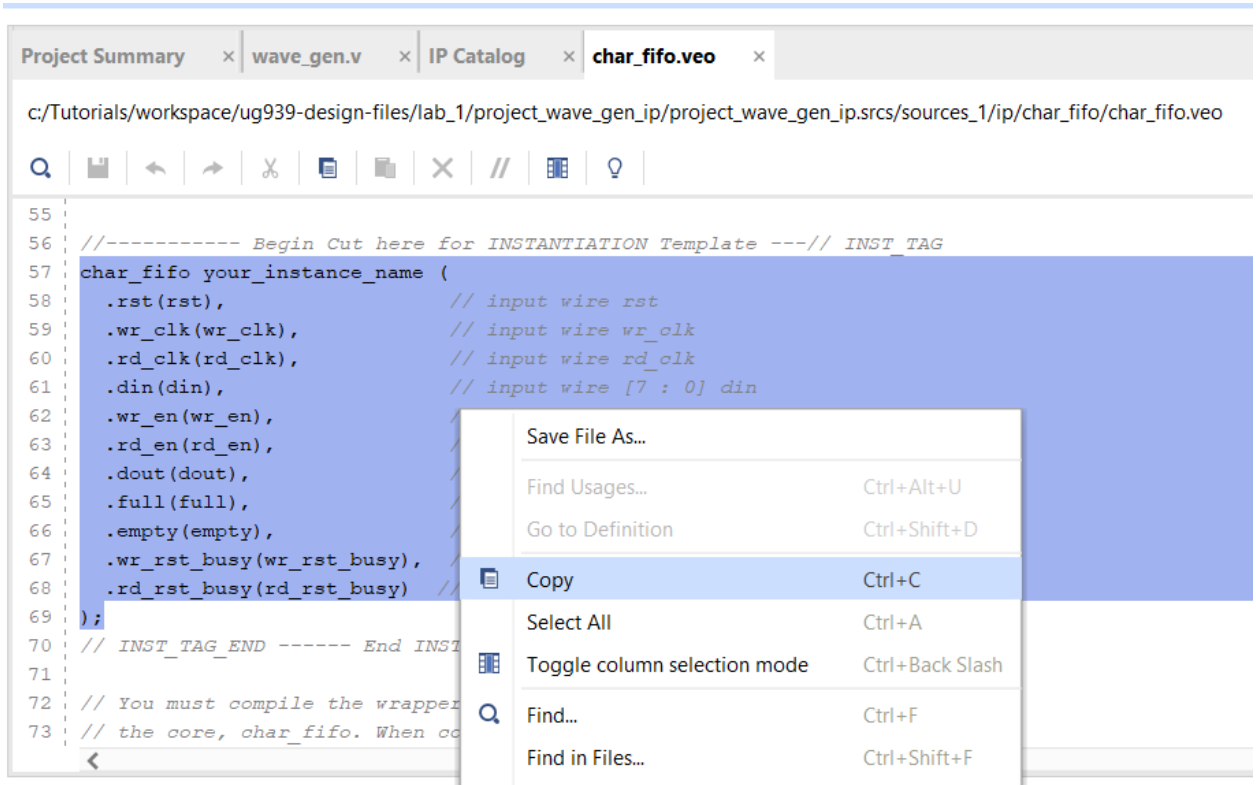 Project Summary × wave_gen.v × IP Catalog × char_fifo.veo ×
c:/Tutorials/workspace/ug939-design-files/lab_1/project_wave_gen_ip/project_wave_gen_ip.srcs/sources_1/ip/char_fifo/char_fifo.veo
55
56 //----------- Begin Cut here for INSTANTIATION Template ---// INST_TAG
57 char_fifo your_instance_name (
58 .rst(rst), // input wire rst
59 .wr_clk(wr_clk), // input wire wr_clk
60 .rd_clk(rd_clk), // input wire rd_clk
61 .din(din), // input wire [7 : 0] din
62 .wr_en(wr_en), /
63 .rd_en(rd_en), /
64 .dout(dout), /
65 .full(full), /
66 .empty(empty), /
67 .wr_rst_busy(wr_rst_busy), /
68 .rd_rst_busy(rd_rst_busy) //
69 );
70 // INST_TAG_END ------ End INST
71
72 // You must compile the wrapper
73 // the core, char_fifo. When co
Save File As...
Find Usages... Ctrl+Alt+U
Go to Definition Ctrl+Shift+D
Copy Ctrl+C
Select All Ctrl+A
Toggle column selection mode Ctrl+Back Slash
Find... Ctrl+F
Find in Files... Ctrl+Shift+F